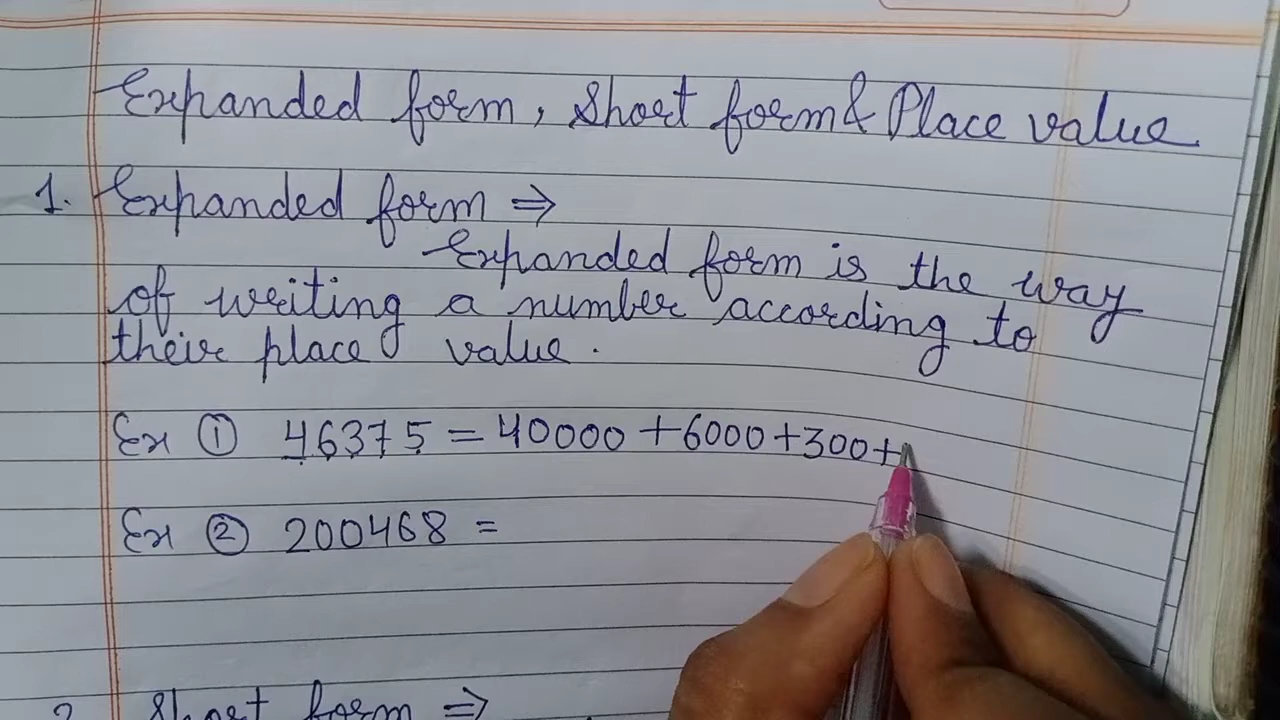 Expanded form, Short form & Place value
1. Expanded form ⇒
Expanded form is the way
of writing a number according to
their place value.
Ex ① 46375 = 40000 + 6000 + 300 +
Ex ② 200468 =
2. Short form ⇒